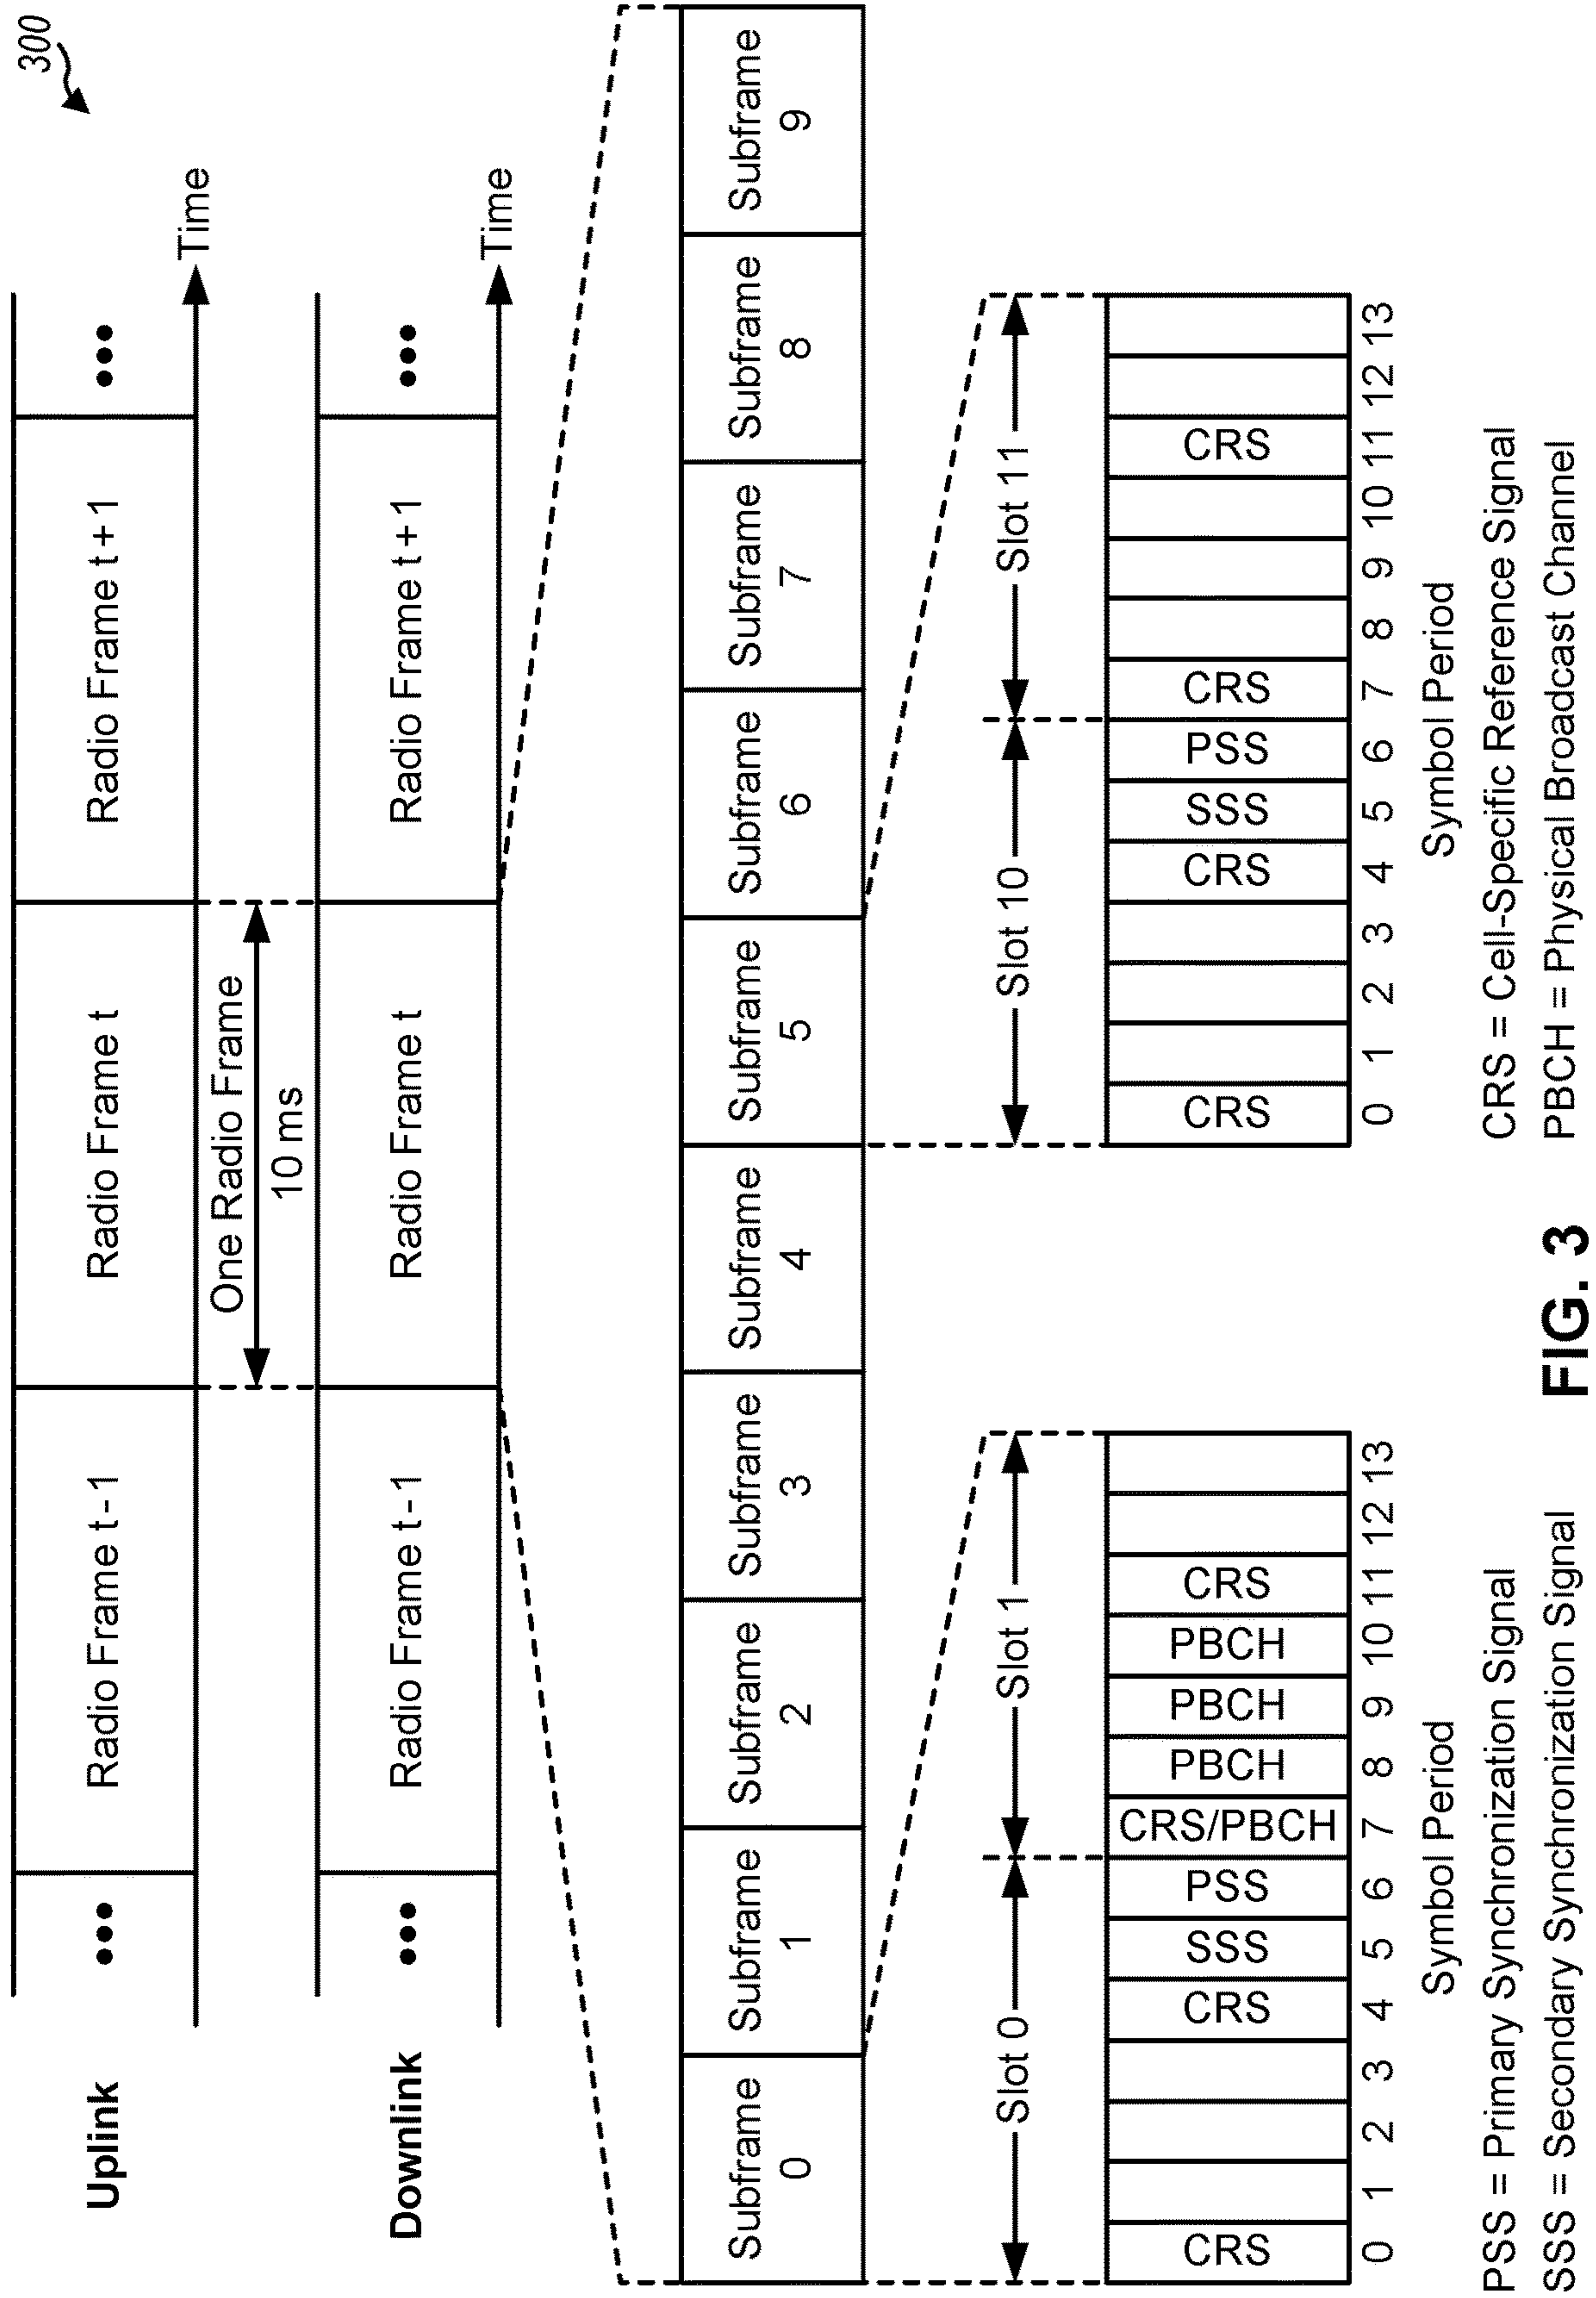 300
Uplink
•••
Radio Frame t-1
Radio Frame t
Radio Frame t+1
•••
Time
One Radio Frame
10 ms
Downlink
•••
Radio Frame t-1
Radio Frame t
Radio Frame t+1
•••
Time
Subframe 0
Subframe 1
Subframe 2
Subframe 3
Subframe 4
Subframe 5
Subframe 6
Subframe 7
Subframe 8
Subframe 9
Slot 0
Slot 1
Slot 10
Slot 11
CRS CRS SSS PSS CRS/PBCH PBCH PBCH PBCH CRS
0 1 2 3 4 5 6 7 8 9 10 11 12 13
Symbol Period
CRS CRS SSS PSS CRS CRS
0 1 2 3 4 5 6 7 8 9 10 11 12 13
Symbol Period
PSS = Primary Synchronization Signal
SSS = Secondary Synchronization Signal
CRS = Cell-Specific Reference Signal
PBCH = Physical Broadcast Channel
FIG. 3